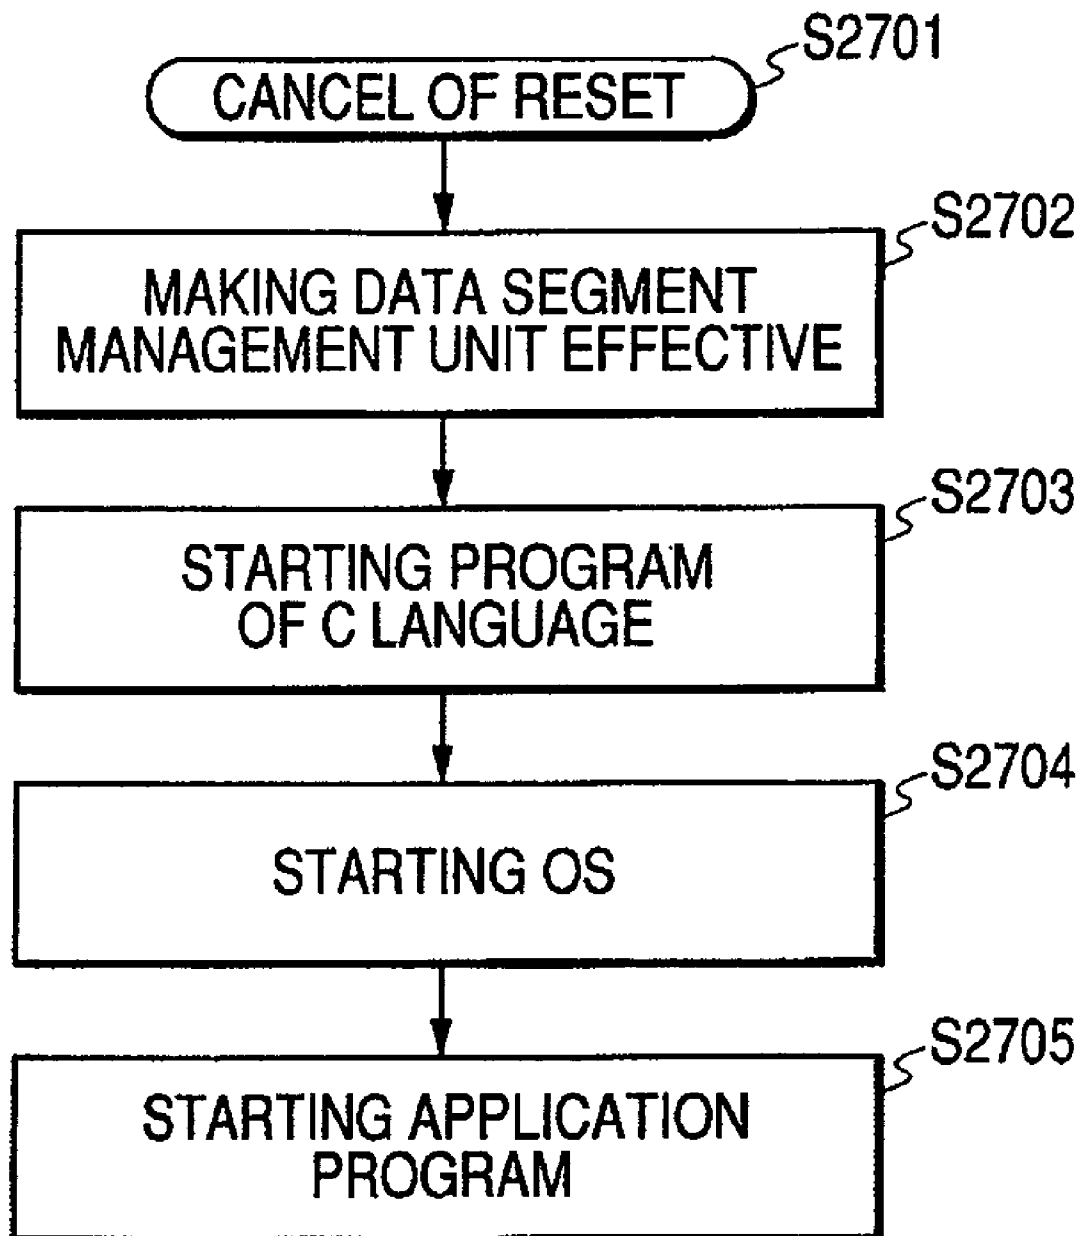 S2701
CANCEL OF RESET
S2702
MAKING DATA SEGMENT
MANAGEMENT UNIT EFFECTIVE
S2703
STARTING PROGRAM
OF C LANGUAGE
S2704
STARTING OS
S2705
STARTING APPLICATION
PROGRAM